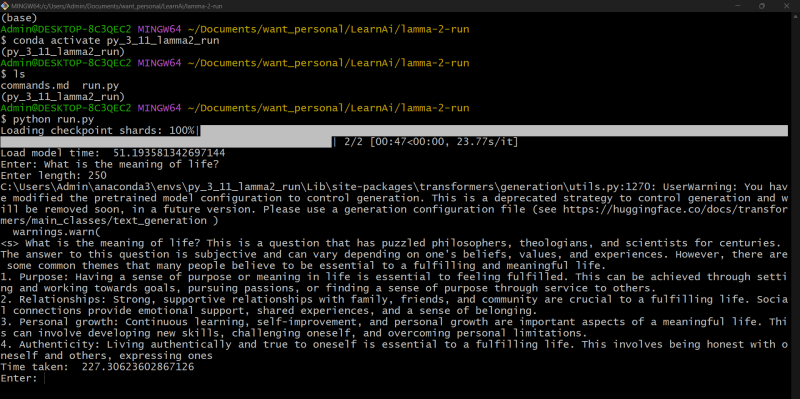 MINGW64:/c/Users/Admin/Documents/want_personal/LearnAi/lamma-2-run
(base)
Admin@DESKTOP-8C3QEC2 MINGW64 ~/Documents/want_personal/LearnAi/lamma-2-run
$ conda activate py_3_11_lamma2_run
(py_3_11_lamma2_run)
Admin@DESKTOP-8C3QEC2 MINGW64 ~/Documents/want_personal/LearnAi/lamma-2-run
$ ls
commands.md  run.py
(py_3_11_lamma2_run)
Admin@DESKTOP-8C3QEC2 MINGW64 ~/Documents/want_personal/LearnAi/lamma-2-run
$ python run.py
Loading checkpoint shards: 100%|
| 2/2 [00:47<00:00, 23.77s/it]
Load model time:  51.193581342697144
Enter: What is the meaning of life?
Enter length: 250
C:\Users\Admin\anaconda3\envs\py_3_11_lamma2_run\Lib\site-packages\transformers\generation\utils.py:1270: UserWarning: You hav
e modified the pretrained model configuration to control generation. This is a deprecated strategy to control generation and w
ill be removed soon, in a future version. Please use a generation configuration file (see https://huggingface.co/docs/transfor
mers/main_classes/text_generation )
  warnings.warn(
<s> What is the meaning of life? This is a question that has puzzled philosophers, theologians, and scientists for centuries.
The answer to this question is subjective and can vary depending on one's beliefs, values, and experiences. However, there are
 some common themes that many people believe to be essential to a fulfilling and meaningful life.
1. Purpose: Having a sense of purpose or meaning in life is essential to feeling fulfilled. This can be achieved through setti
ng and working towards goals, pursuing passions, or finding a sense of purpose through service to others.
2. Relationships: Strong, supportive relationships with family, friends, and community are crucial to a fulfilling life. Socia
l connections provide emotional support, shared experiences, and a sense of belonging.
3. Personal growth: Continuous learning, self-improvement, and personal growth are important aspects of a meaningful life. Thi
s can involve developing new skills, challenging oneself, and overcoming personal limitations.
4. Authenticity: Living authentically and true to oneself is essential to a fulfilling life. This involves being honest with o
neself and others, expressing ones
Time taken:  227.30623602867126
Enter: